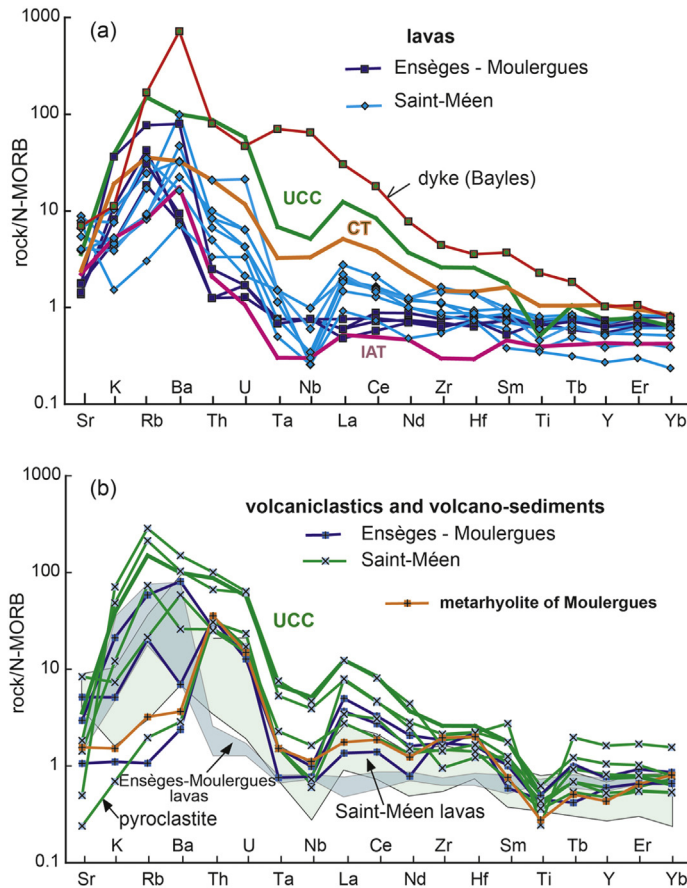 (a)
lavas
Ensèges - Moulergues
Saint-Méen
1000
100
10
1
0.1
rock/N-MORB
UCC
CT
IAT
dyke (Bayles)
K Ba Th U Ta Nb La Ce Zr Sm Tb Er
Sr Rb Th Ta La Nd Hf Ti Y Yb
(b)
volcaniclastics and volcano-sediments
Ensèges - Moulergues
Saint-Méen
metarhyolite of Moulergues
1000
100
10
1
0.1
rock/N-MORB
UCC
Ensèges-Moulergues
lavas
Saint-Méen lavas
pyroclastite
K Ba U Nb Ce Zr Sm Tb Er
Sr Rb Th Ta La Nd Hf Ti Y Yb